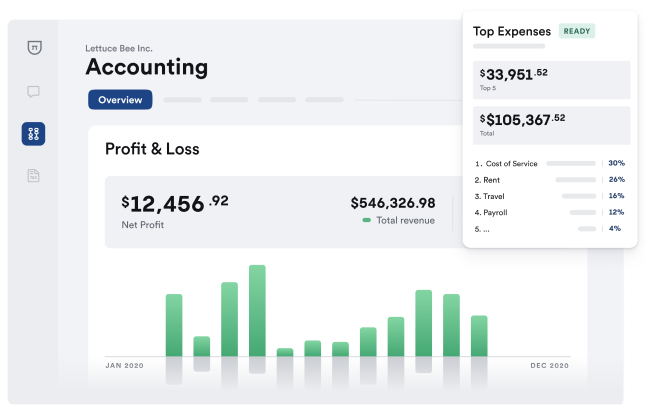 Lettuce Bee Inc.
Accounting
Overview
Profit & Loss
$12,456.92
Net Profit
$546,326.98
Total revenue
JAN 2020
DEC 2020
Top Expenses
READY
$33,951.52
Top 5
$$105,367.52
Total
1. Cost of Service 30%
2. Rent 26%
3. Travel 16%
4. Payroll 12%
5. ... 4%